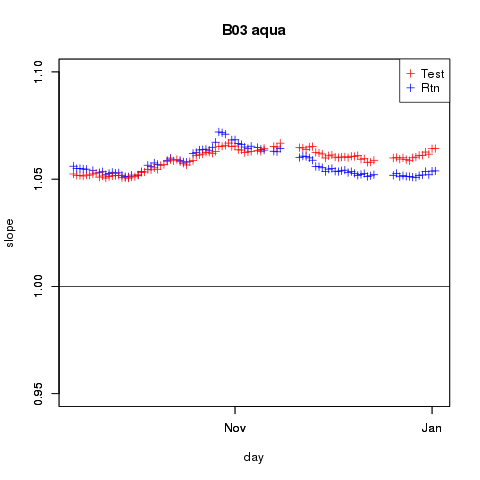 B03 aqua
Test
Rtn
1.10
1.05
1.00
0.95
slope
Nov
Jan
day